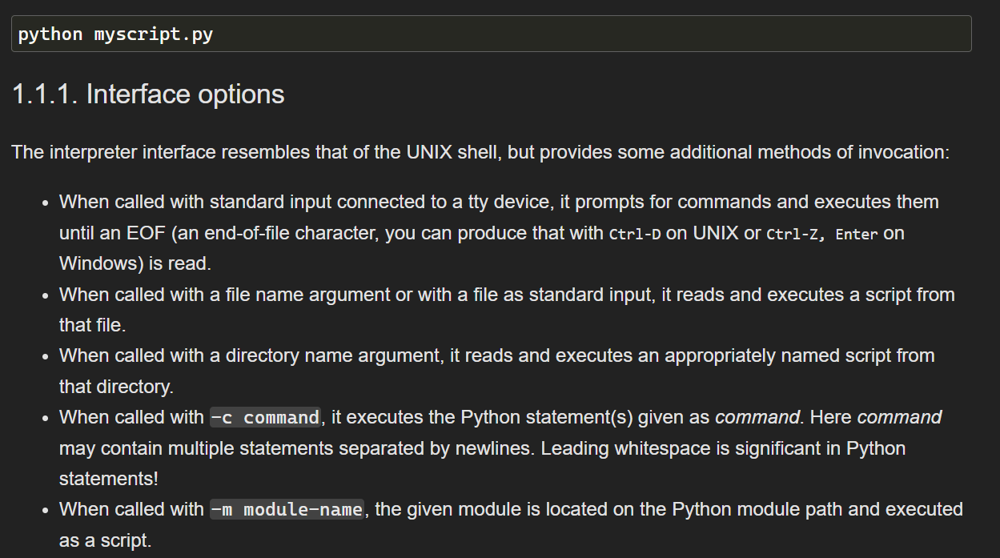 python myscript.py
1.1.1. Interface options
The interpreter interface resembles that of the UNIX shell, but provides some additional methods of invocation:
• When called with standard input connected to a tty device, it prompts for commands and executes them
until an EOF (an end-of-file character, you can produce that with Ctrl-D on UNIX or Ctrl-Z, Enter on
Windows) is read.
• When called with a file name argument or with a file as standard input, it reads and executes a script from
that file.
• When called with a directory name argument, it reads and executes an appropriately named script from
that directory.
• When called with -c command, it executes the Python statement(s) given as command. Here command
may contain multiple statements separated by newlines. Leading whitespace is significant in Python
statements!
• When called with -m module-name, the given module is located on the Python module path and executed
as a script.